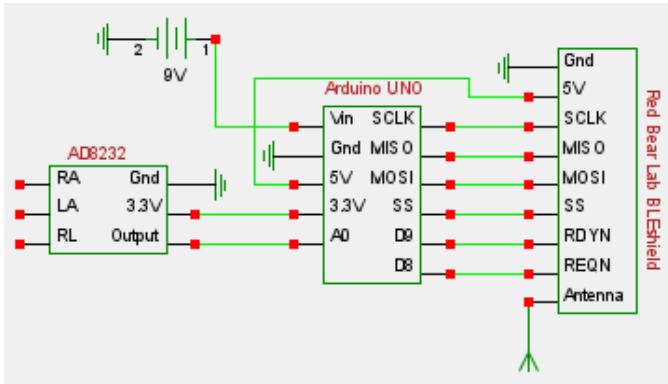 2 1
9V
Arduino UNO
Vin SCLK
Gnd MISO
5V MOSI
3.3V SS
A0 D9
D8
AD8232
RA Gnd
LA 3.3V
RL Output
Gnd
5V
SCLK
MISO
MOSI
SS
RDYN
REQN
Antenna
Red Bear Lab BLEshield